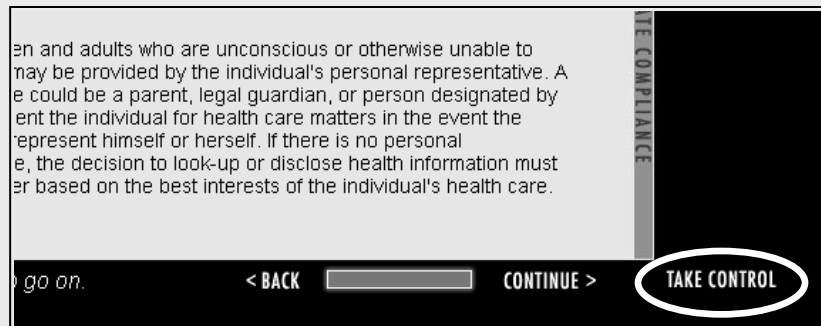 en and adults who are unconscious or otherwise unable to
may be provided by the individual's personal representative. A
e could be a parent, legal guardian, or person designated by
ent the individual for health care matters in the event the
represent himself or herself. If there is no personal
e, the decision to look-up or disclose health information must
er based on the best interests of the individual's health care.
TE COMPLIANCE
go on.
< BACK
CONTINUE >
TAKE CONTROL